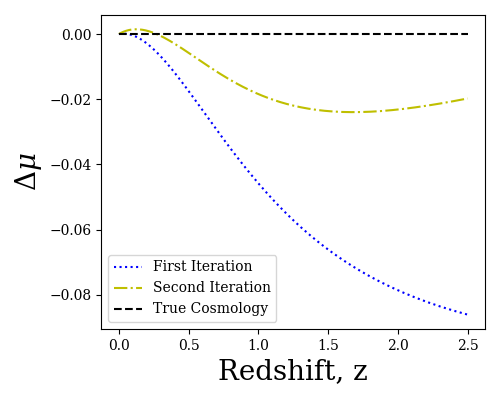 0.00
−0.02
−0.04
−0.06
−0.08
Δμ
First Iteration
Second Iteration
True Cosmology
0.0 0.5 1.0 1.5 2.0 2.5
Redshift, z